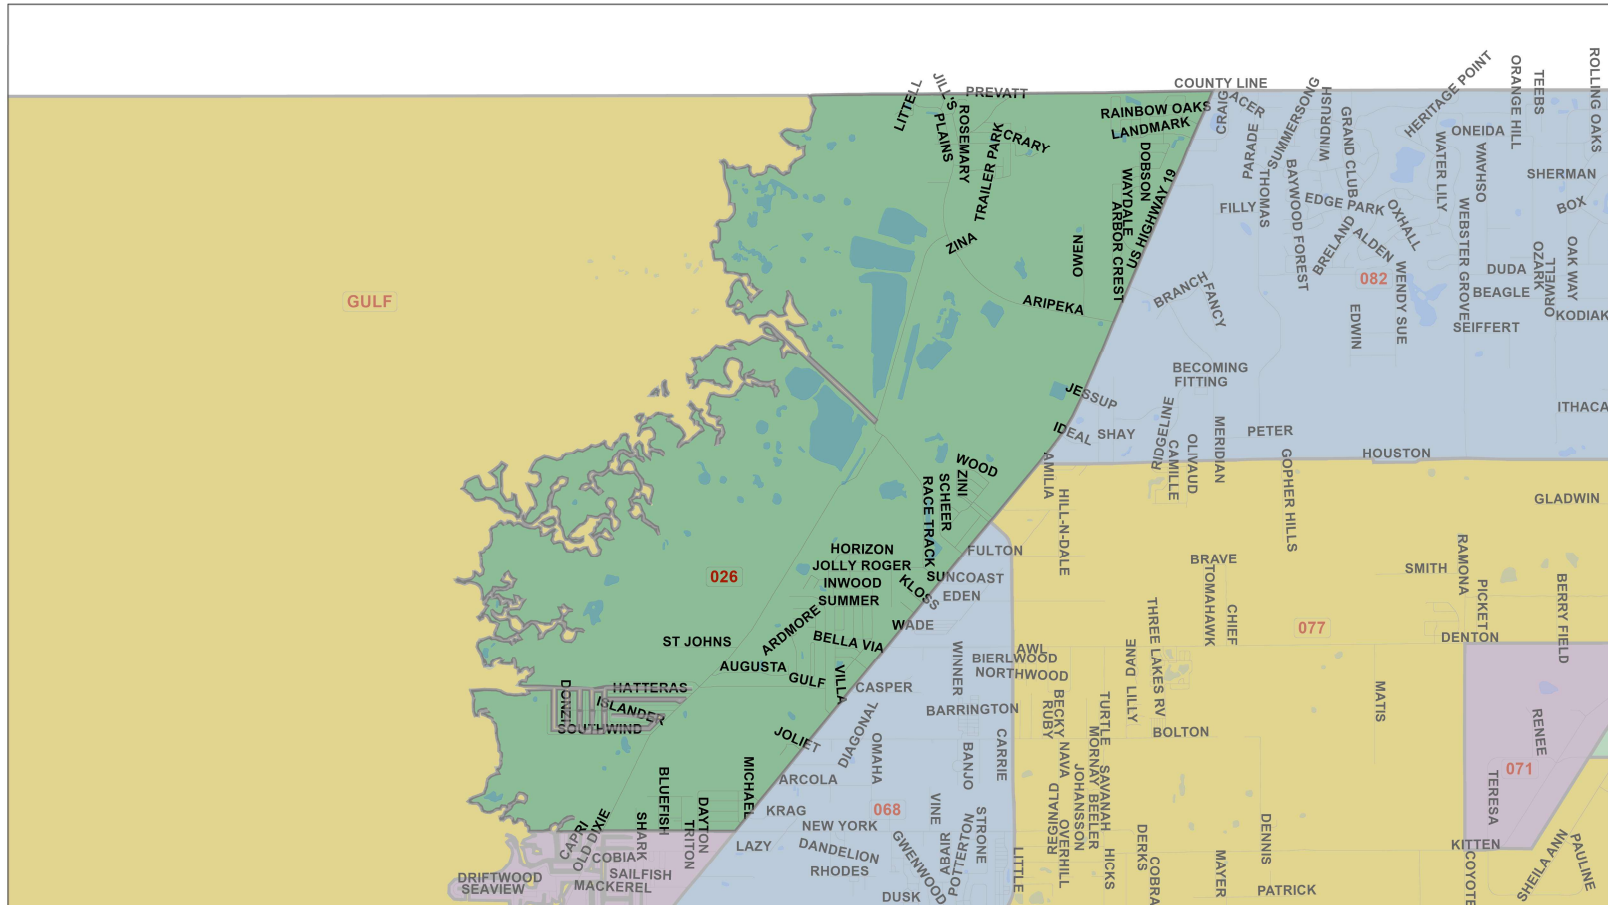 COUNTY LINE
PREVATT
LITTELL
JILL'S
PLAINS
ROSEMARY
CRARY
TRAILER PARK
RAINBOW OAKS
LANDMARK
CRAIG
ACER
PARADE
SUMMERSONG
WINDRUSH
GRAND CLUB
HERITAGE POINT
ORANGE HILL
TEEBS
ROLLING OAKS
ONEIDA
WATER LILY
OSHAWA
SHERMAN
BOX
DOBSON
WAYDALE
ARBOR CREST
US HIGHWAY 19
OWEN
ZINA
ARIPEKA
FILLY
THOMAS
BAYWOOD FOREST
EDGE PARK
BRELAND
ALDEN
OXHALL
WENDY SUE
WEBSTER GROVE
082
DUDA
OZARK
ORWELL
OAK WAY
BEAGLE
KODIAK
SEIFFERT
EDWIN
BRANCH
FANCY
GULF
BECOMING
FITTING
JESSUP
IDEAL
SHAY
RIDGELINE
CAMILLE
OLIVAUD
MERIDIAN
PETER
ITHACA
HOUSTON
GOPHER HILLS
GLADWIN
AMILIA
HILL-N-DALE
WOOD
ZINI
SCHEER
RACE TRACK
FULTON
HORIZON
JOLLY ROGER
INWOOD
SUMMER
KLOSS
SUNCOAST
EDEN
WADE
026
ST JOHNS
ARDMORE
BELLA VIA
AUGUSTA
GULF
VILLA
CASPER
WINNER
AWL
BIERLWOOD
NORTHWOOD
BRAVE
TOMAHAWK
CHIEF
THREE LAKES RV
DANE
LILLY
077
SMITH
RAMONA
PICKET
BERRY FIELD
DENTON
HATTERAS
DONZI
ISLANDER
SOUTHWIND
JOLIET
DIAGONAL
OMAHA
BARRINGTON
BANJO
CARRIE
RUBY
BECKY
NAVA
TURTLE
MORNAY
SAVANAH
BOLTON
MATIS
RENEE
071
TERESA
MICHAEL
BLUEFISH
DAYTON
TRITON
SHARK
CAPRI
OLD DIXIE
ARCOLA
KRAG
068
NEW YORK
VINE
STRONE
ABAIR
POTTERTON
GWENWOOD
LAZY
DANDELION
RHODES
DUSK
COBIA
SAILFISH
MACKEREL
DRIFTWOOD
SEAVIEW
LITTLE
REGINALD
OVERHILL
JOHANSSON
BEELER
HICKS
DERKS
COBRA
MAYER
DENNIS
PATRICK
KITTEN
COYOTE
SHEILA ANN
PAULINE